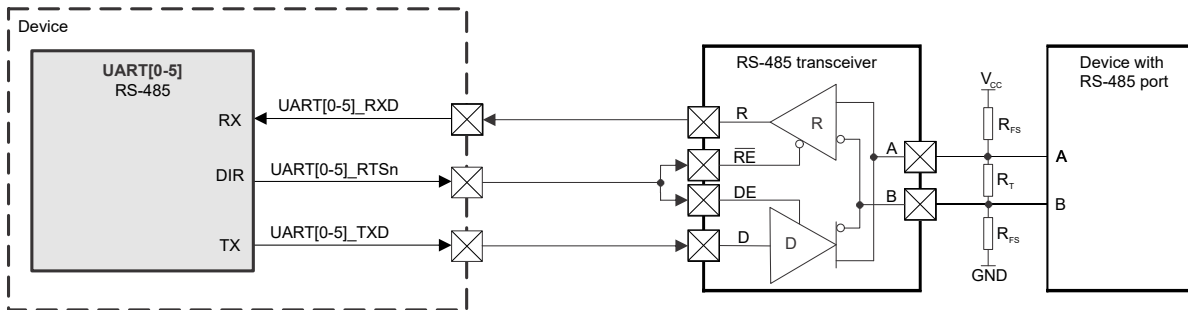 Device
UART[0-5]
RS-485
RX
DIR
TX
UART[0-5]_RXD
UART[0-5]_RTSn
UART[0-5]_TXD
RS-485 transceiver
R
R
RE
DE
D
D
A
B
VCC
RFS
RT
RFS
GND
Device with
RS-485 port
A
B